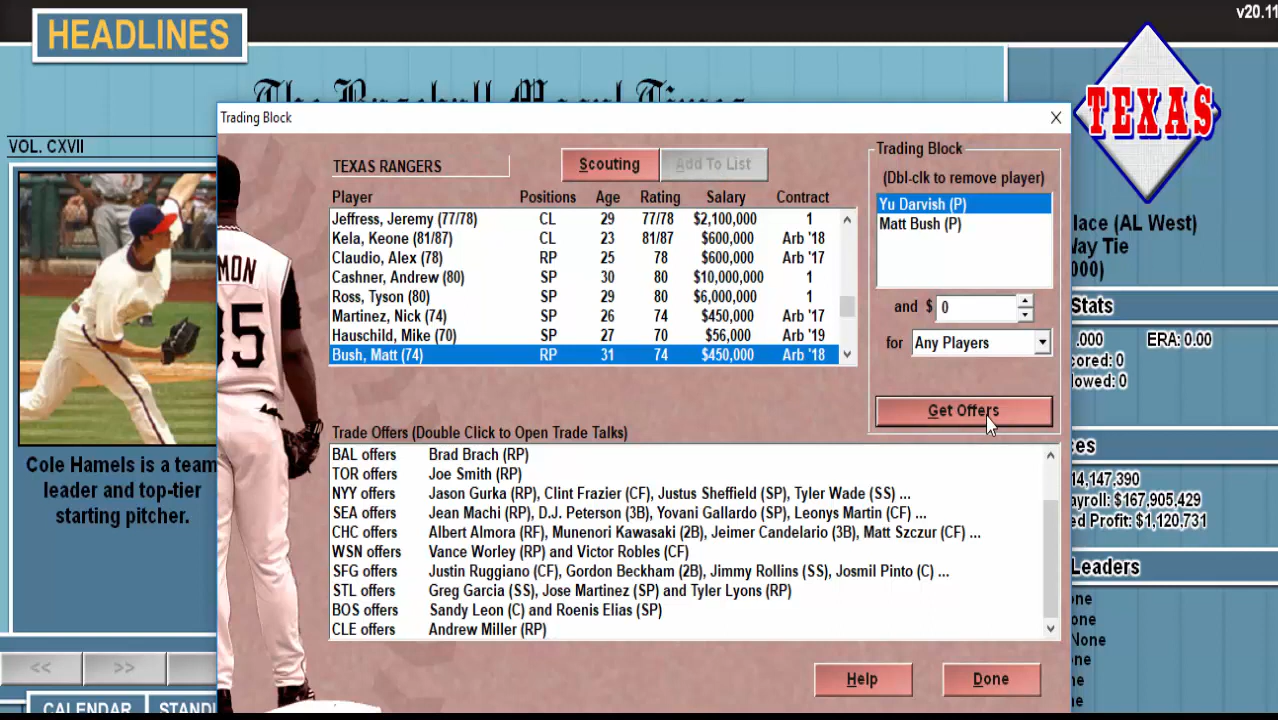 v20.11
HEADLINES
The Baseball Mogul Times
TEXAS
VOL. CXVII
Trading Block
TEXAS RANGERS
Scouting
Add To List
Player Positions Age Rating Salary Contract
Jeffress, Jeremy (77/78) CL 29 77/78 $2,100,000 1
Kela, Keone (81/87) CL 23 81/87 $600,000 Arb '18
Claudio, Alex (78) RP 25 78 $600,000 Arb '17
Cashner, Andrew (80) SP 30 80 $10,000,000 1
Ross, Tyson (80) SP 29 80 $6,000,000 1
Martinez, Nick (74) SP 26 74 $450,000 Arb '17
Hauschild, Mike (70) SP 27 70 $56,000 Arb '19
Bush, Matt (74) RP 31 74 $450,000 Arb '18
Trading Block
(Dbl-clk to remove player)
Yu Darvish (P)
Matt Bush (P)
and $ 0
for Any Players
Get Offers
Trade Offers (Double Click to Open Trade Talks)
BAL offers Brad Brach (RP)
TOR offers Joe Smith (RP)
NYY offers Jason Gurka (RP), Clint Frazier (CF), Justus Sheffield (SP), Tyler Wade (SS) ...
SEA offers Jean Machi (RP), D.J. Peterson (3B), Yovani Gallardo (SP), Leonys Martin (CF) ...
CHC offers Albert Almora (RF), Munenori Kawasaki (2B), Jeimer Candelario (3B), Matt Szczur (CF) ...
WSN offers Vance Worley (RP) and Victor Robles (CF)
SFG offers Justin Ruggiano (CF), Gordon Beckham (2B), Jimmy Rollins (SS), Josmil Pinto (C) ...
STL offers Greg Garcia (SS), Jose Martinez (SP) and Tyler Lyons (RP)
BOS offers Sandy Leon (C) and Roenis Elias (SP)
CLE offers Andrew Miller (RP)
Help
Done
MON
35
Cole Hamels is a team
leader and top-tier
starting pitcher.
lace (AL West)
Way Tie
000)
Stats
.000 ERA: 0.00
cored: 0
lowed: 0
ces
14,147,390
ayroll: $167,905,429
ed Profit: $1,120,731
Leaders
one
one
None
one
ne
ne
<< >>
CALENDAR
STANDI